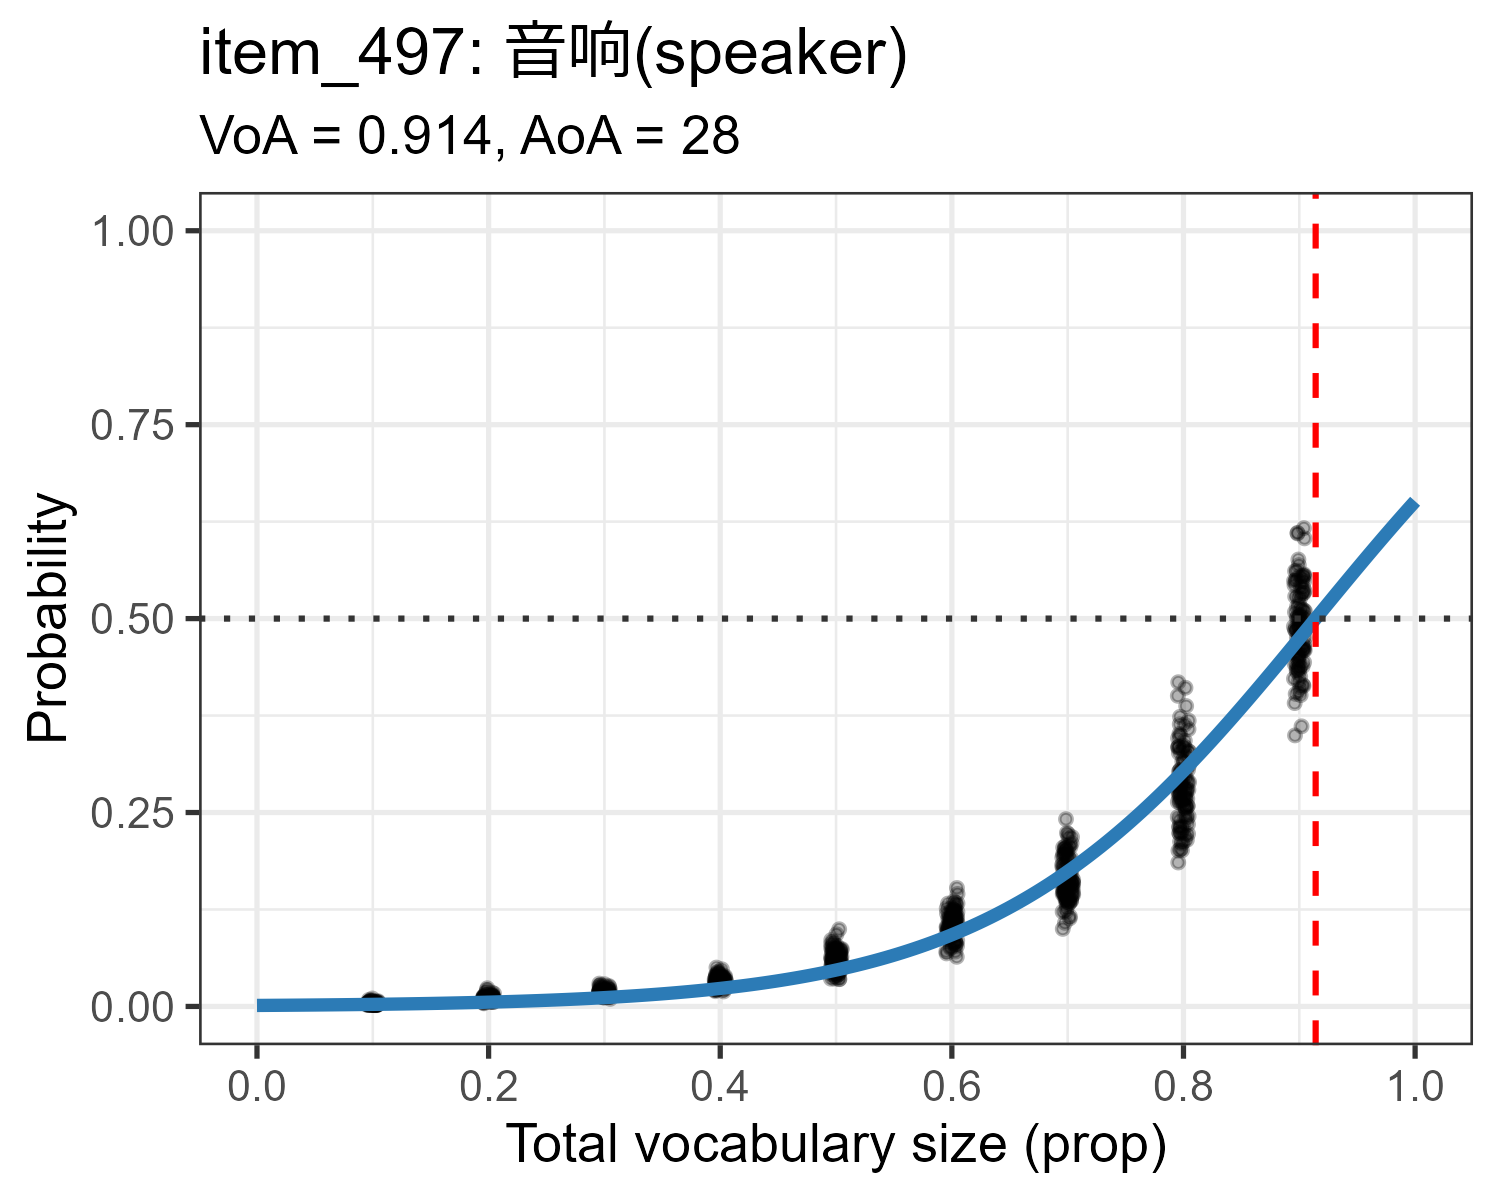 item_497: 音响(speaker)
VoA = 0.914, AoA = 28
1.00
0.75
0.50
0.25
0.00
Probability
0.0 0.2 0.4 0.6 0.8 1.0
Total vocabulary size (prop)